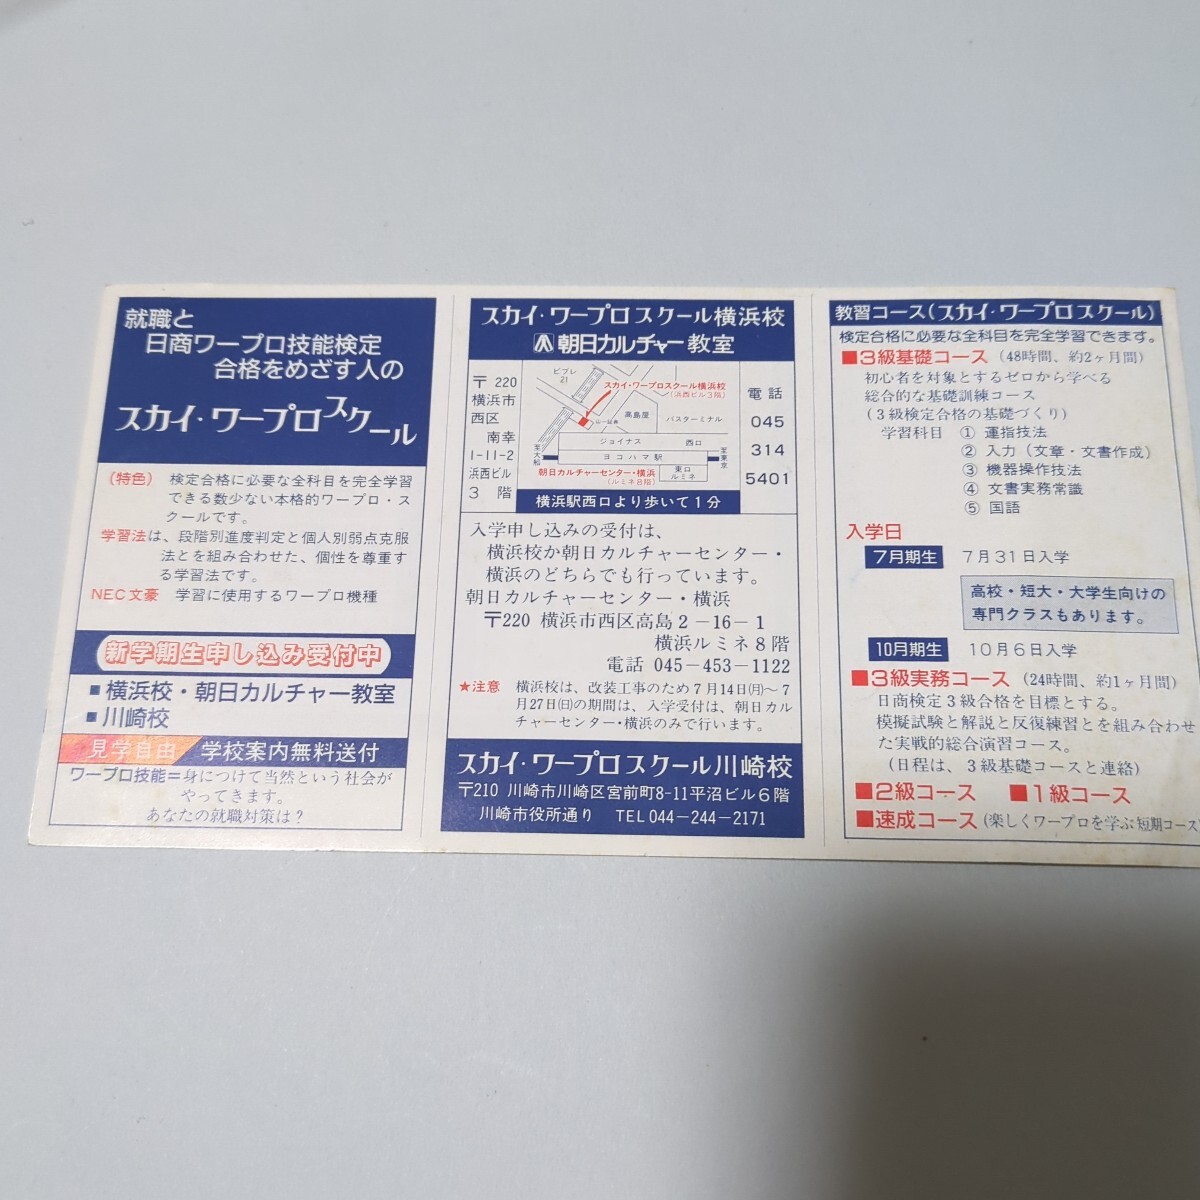 就職と
日商ワープロ技能検定
合格をめざす人の
スカイ・ワープロスクール
(特色) 検定合格に必要な全科目を完全学習
できる数少ない本格的ワープロ・ス
クールです。
学習法は、段階別進度判定と個人別弱点克服
法とを組み合わせた、個性を尊重す
る学習法です。
NEC文豪 学習に使用するワープロ機種
新学期生申し込み受付中
■横浜校・朝日カルチャー教室
■川崎校
見学自由 学校案内無料送付
ワープロ技能=身につけて当然という社会が
やってきます。
あなたの就職対策は?
スカイ・ワープロスクール横浜校
朝日カルチャー教室
〒220
横浜市
西区
南幸
1-11-2
浜西ビル
3階
ビブレ
21
スカイ・ワープロスクール横浜校
(浜西ビル3階)
高島屋
バスターミナル
山一証券
ジョイナス 西口
至大船
ヨコハマ駅
至東京
朝日カルチャーセンター・横浜
(ルミネ8階)
東口
ルミネ
電話
045
314
5401
横浜駅西口より歩いて1分
入学申し込みの受付は、
横浜校か朝日カルチャーセンター・
横浜のどちらでも行っています。
朝日カルチャーセンター・横浜
〒220 横浜市西区高島2-16-1
横浜ルミネ8階
電話 045-453-1122
★注意 横浜校は、改装工事のため7月14日(月)〜7
月27日(日)の期間は、入学受付は、朝日カル
チャーセンター・横浜のみで行います。
スカイ・ワープロスクール川崎校
〒210 川崎市川崎区宮前町8-11平沼ビル6階
川崎市役所通り TEL044-244-2171
教習コース(スカイ・ワープロスクール)
検定合格に必要な全科目を完全学習できます。
■3級基礎コース(48時間、約2ヶ月間)
初心者を対象とするゼロから学べる
総合的な基礎訓練コース
(3級検定合格の基礎づくり)
学習科目 ① 運指技法
② 入力(文章・文書作成)
③ 機器操作技法
④ 文書実務常識
⑤ 国語
入学日
7月期生 7月31日入学
高校・短大・大学生向けの
専門クラスもあります。
10月期生 10月6日入学
■3級実務コース(24時間、約1ヶ月間)
日商検定3級合格を目標とする。
模擬試験と解説と反復練習とを組み合わせ
た実戦的総合演習コース。
(日程は、3級基礎コースと連絡)
■2級コース ■1級コース
■速成コース(楽しくワープロを学ぶ短期コース)